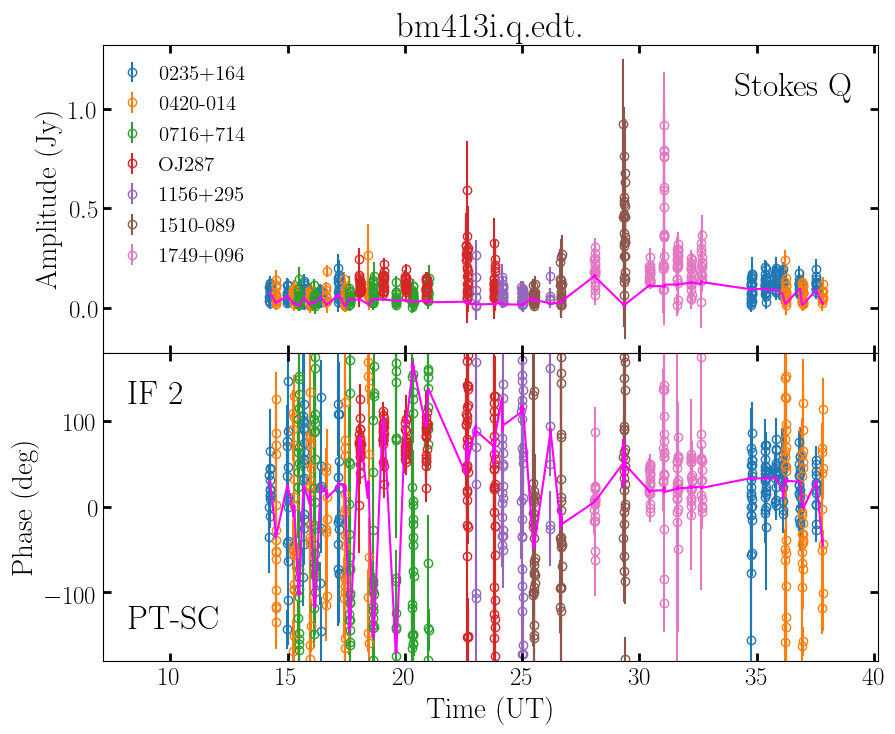 bm413i.q.edt.
Stokes Q
0235+164
0420-014
0716+714
OJ287
1156+295
1510-089
1749+096
Amplitude (Jy)
1.0
0.5
0.0
IF 2
PT-SC
Phase (deg)
100
0
−100
10 15 20 25 30 35 40
Time (UT)